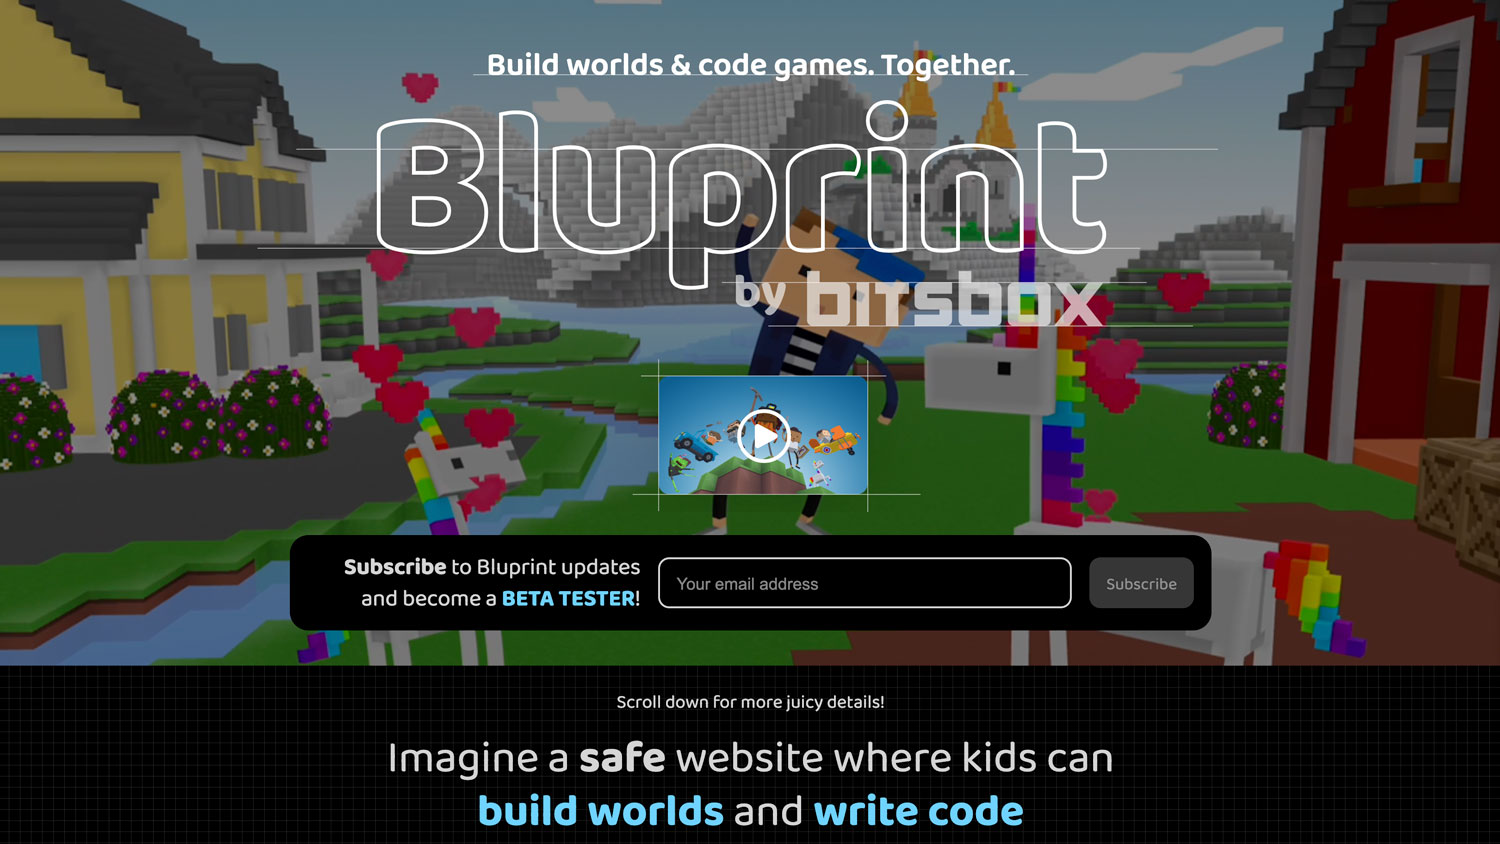 Build worlds & code games. Together.
Bluprint
by bitsbox
Subscribe to Bluprint updates
and become a BETA TESTER!
Your email address
Subscribe
Scroll down for more juicy details!
Imagine a safe website where kids can
build worlds and write code